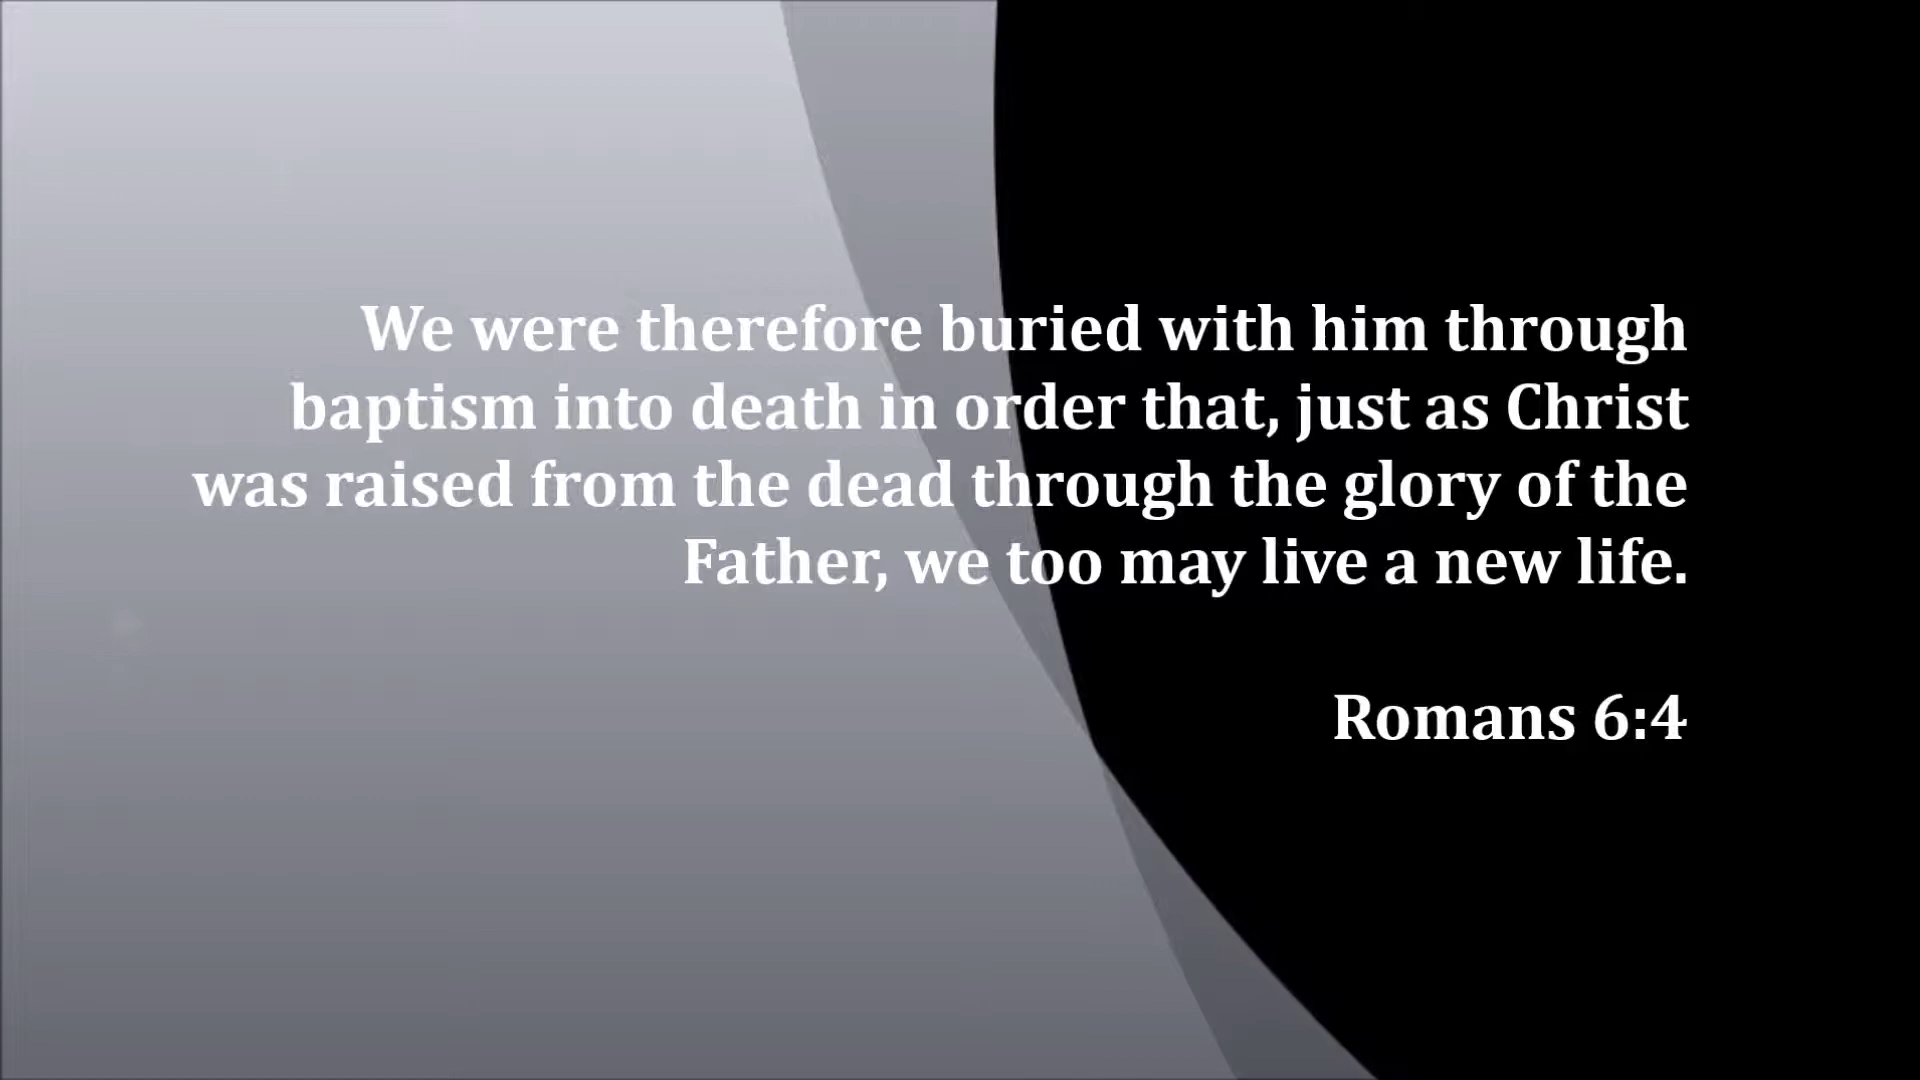 We were therefore buried with him through
baptism into death in order that, just as Christ
was raised from the dead through the glory of the
Father, we too may live a new life.
Romans 6:4